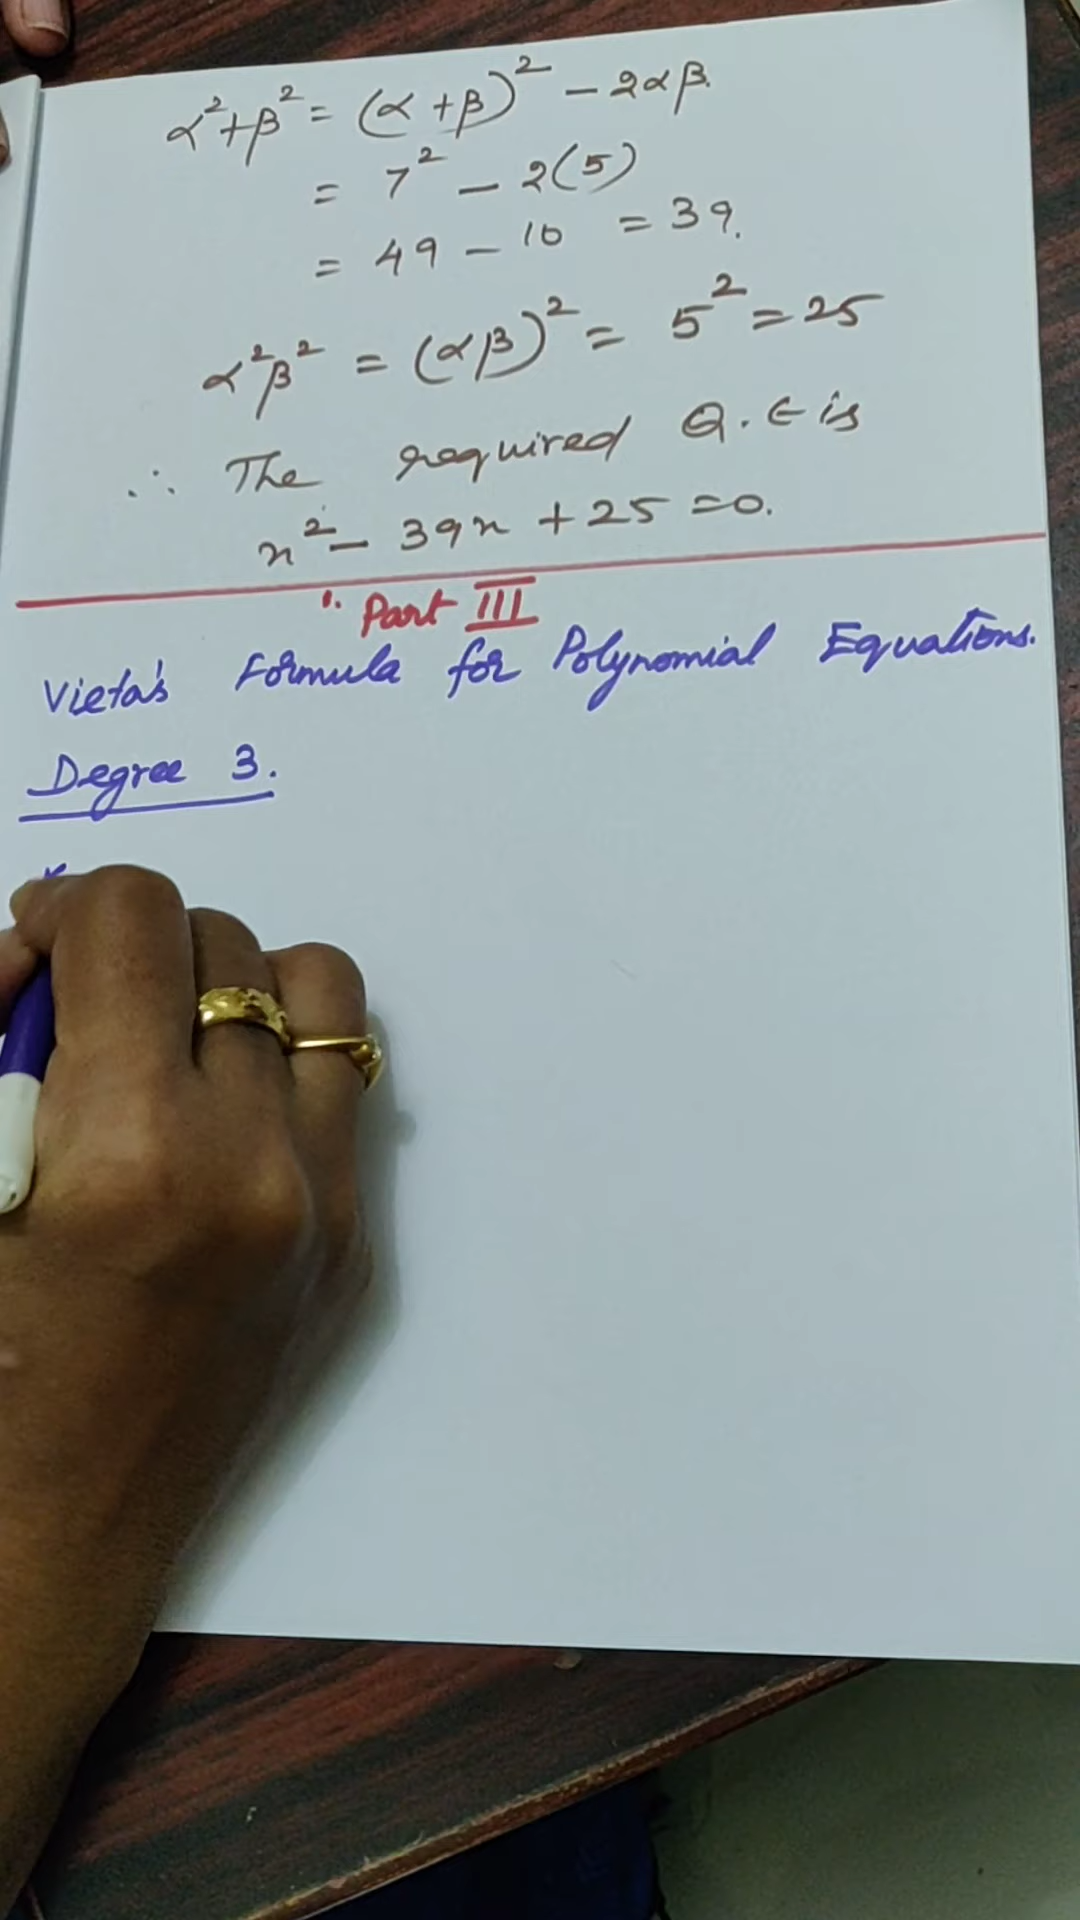 α²+β² = (α+β)² - 2αβ.
= 7² - 2(5)
= 49 - 10 = 39.
α²β² = (αβ)² = 5² = 25
∴ The required Q.E is
x² - 39x + 25 = 0.
Part III
Vieta's Formula for Polynomial Equations.
Degree 3.